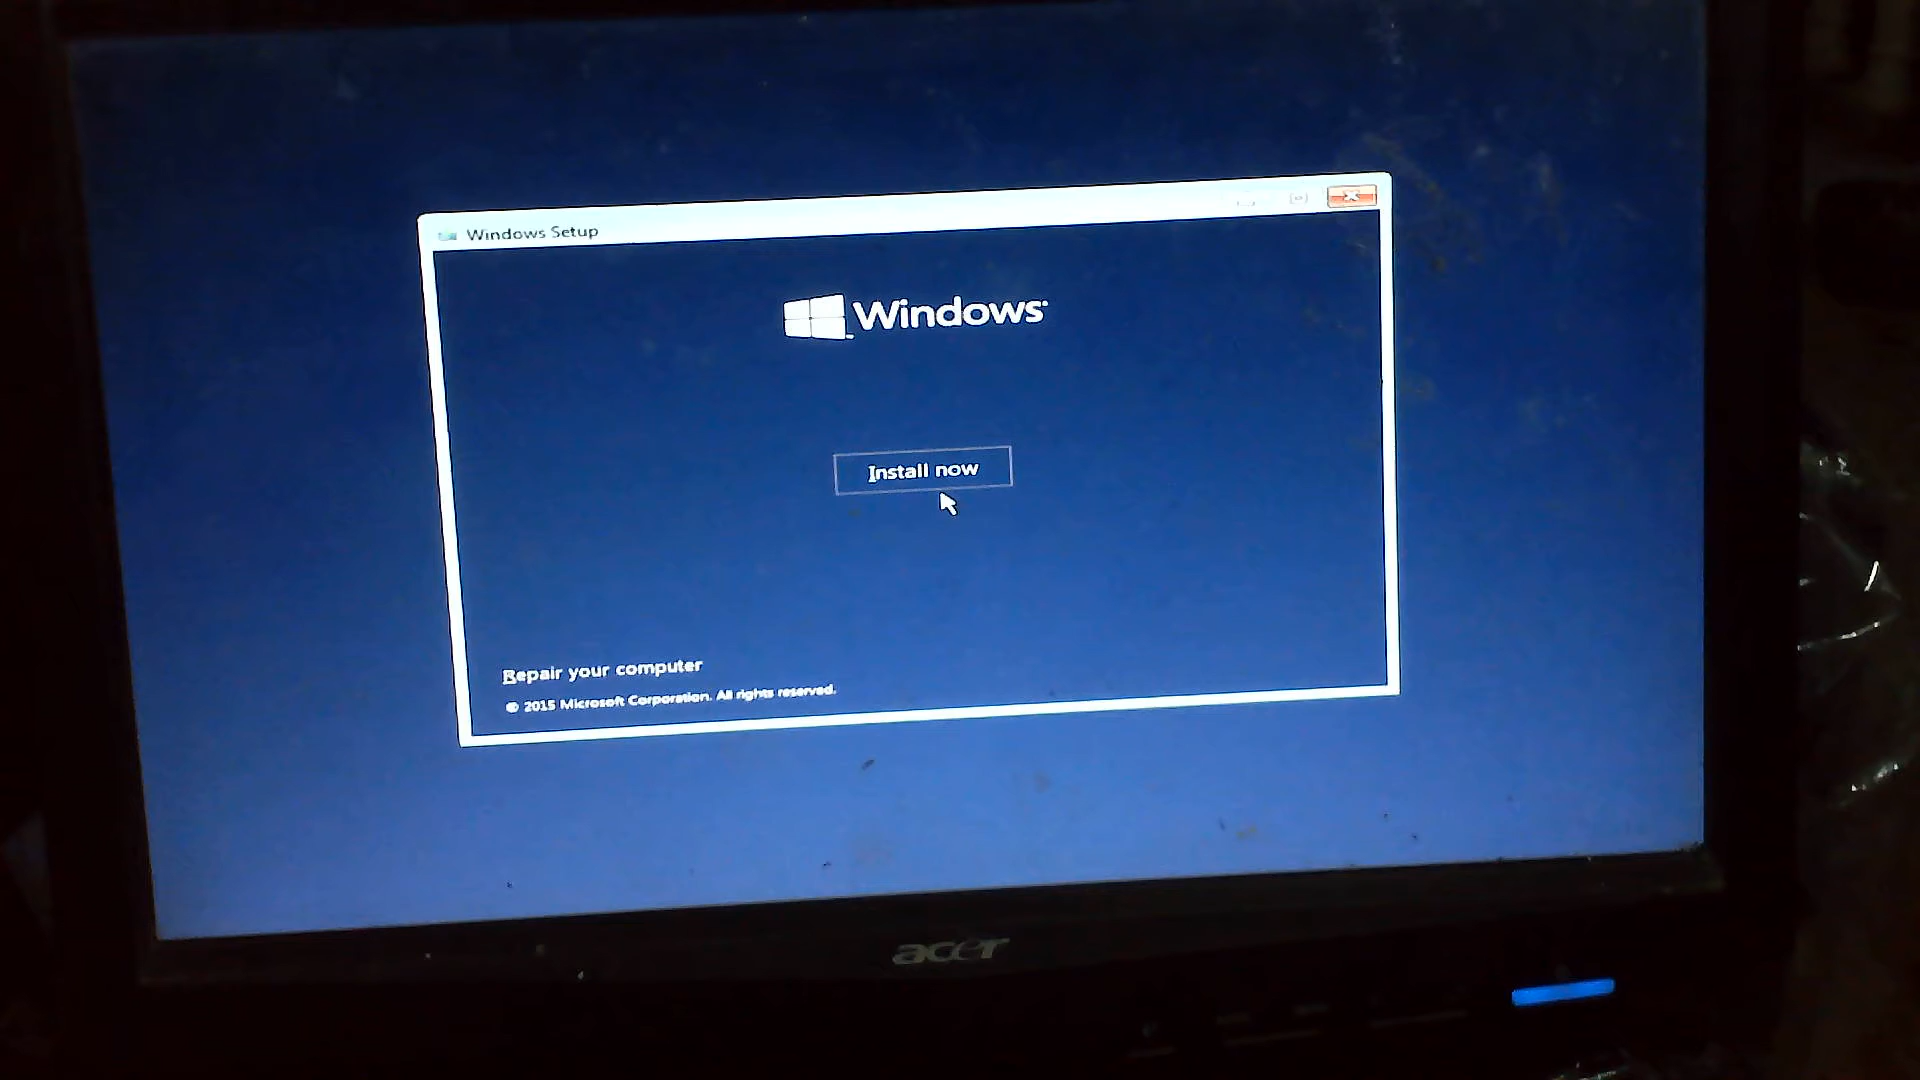 Windows Setup
Windows
Install now
Repair your computer
© 2015 Microsoft Corporation. All rights reserved.
acer